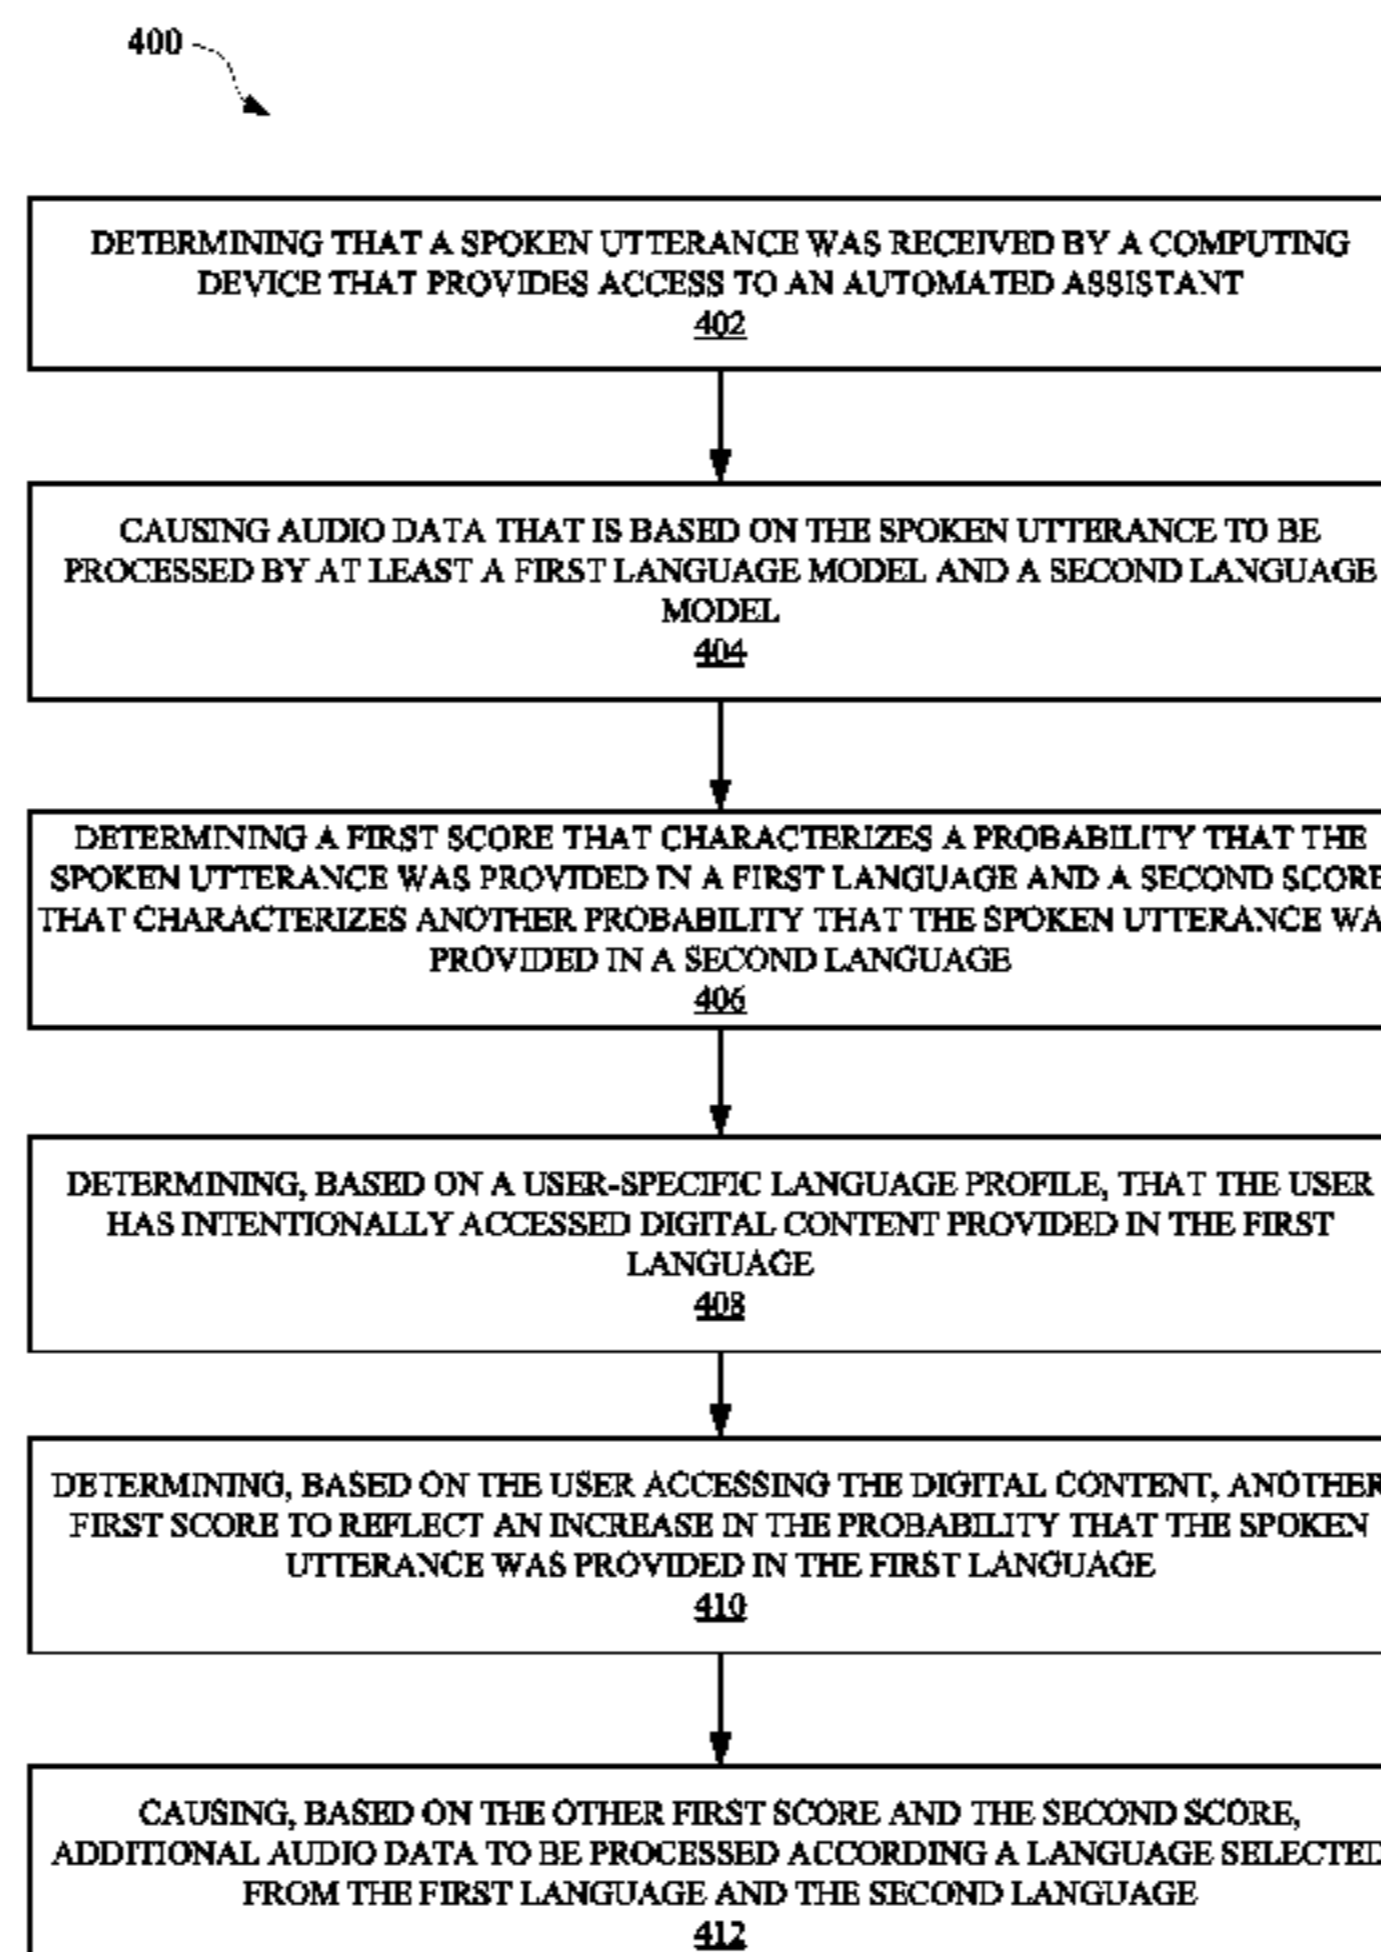 400
DETERMINING THAT A SPOKEN UTTERANCE WAS RECEIVED BY A COMPUTING
DEVICE THAT PROVIDES ACCESS TO AN AUTOMATED ASSISTANT
402
CAUSING AUDIO DATA THAT IS BASED ON THE SPOKEN UTTERANCE TO BE
PROCESSED BY AT LEAST A FIRST LANGUAGE MODEL AND A SECOND LANGUAGE
MODEL
404
DETERMINING A FIRST SCORE THAT CHARACTERIZES A PROBABILITY THAT THE
SPOKEN UTTERANCE WAS PROVIDED IN A FIRST LANGUAGE AND A SECOND SCORE
THAT CHARACTERIZES ANOTHER PROBABILITY THAT THE SPOKEN UTTERANCE WA
PROVIDED IN A SECOND LANGUAGE
406
DETERMINING, BASED ON A USER-SPECIFIC LANGUAGE PROFILE, THAT THE USER
HAS INTENTIONALLY ACCESSED DIGITAL CONTENT PROVIDED IN THE FIRST
LANGUAGE
408
DETERMINING, BASED ON THE USER ACCESSING THE DIGITAL CONTENT, ANOTHER
FIRST SCORE TO REFLECT AN INCREASE IN THE PROBABILITY THAT THE SPOKEN
UTTERANCE WAS PROVIDED IN THE FIRST LANGUAGE
410
CAUSING, BASED ON THE OTHER FIRST SCORE AND THE SECOND SCORE,
ADDITIONAL AUDIO DATA TO BE PROCESSED ACCORDING A LANGUAGE SELECTED
FROM THE FIRST LANGUAGE AND THE SECOND LANGUAGE
412